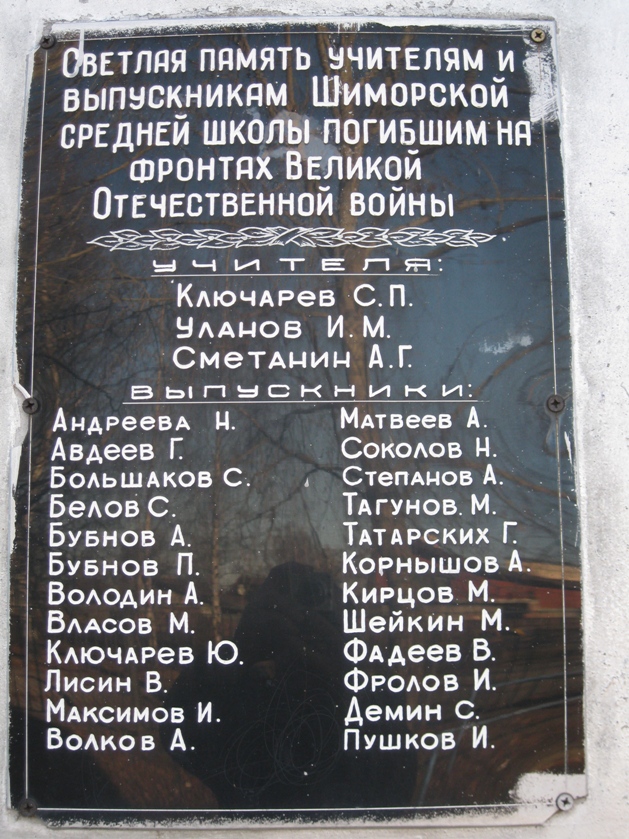 Светлая память учителям и
выпускникам Шиморской
средней школы погибшим на
фронтах Великой
Отечественной войны
учителя:
Ключарев С.П.
Уланов И.М.
Сметанин А.Г.
выпускники:
Андреева Н.
Авдеев Г.
Большаков С.
Белов С.
Бубнов А.
Бубнов П.
Володин А.
Власов М.
Ключарев Ю.
Лисин В.
Максимов И.
Волков А.
Матвеев А.
Соколов Н.
Степанов А.
Тагунов М.
Татарских Г.
Корнышов А.
Кирцов М.
Шейкин М.
Фадеев В.
Фролов И.
Демин С.
Пушков И.